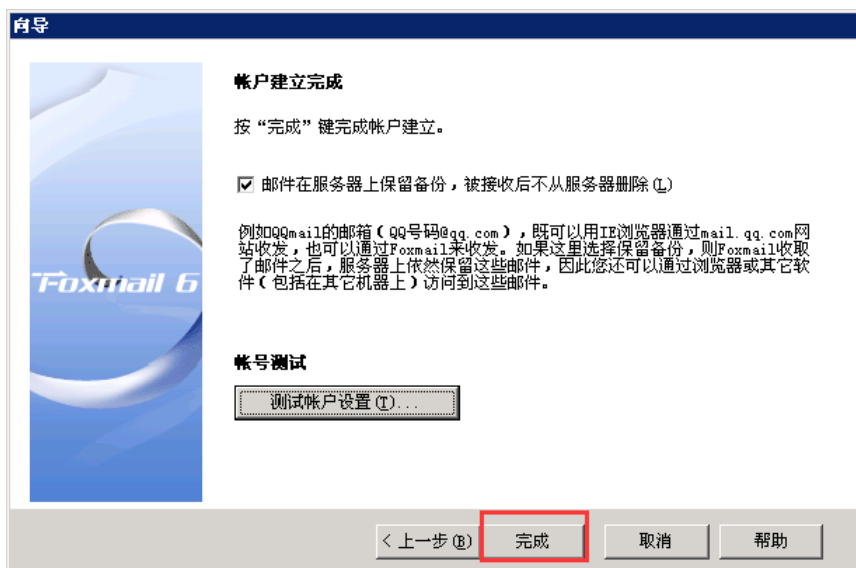 向导
帐户建立完成
按“完成”键完成帐户建立。
邮件在服务器上保留备份，被接收后不从服务器删除(L)
例如QQmail的邮箱(QQ号码@qq.com)，既可以用IE浏览器通过mail.qq.com网
站收发，也可以通过Foxmail来收发。如果这里选择保留备份，则Foxmail收取
了邮件之后，服务器上依然保留这些邮件，因此您还可以通过浏览器或其它软
件(包括在其它机器上)访问到这些邮件。
Foxmail 6
帐号测试
测试帐户设置(T)...
< 上一步(B)
完成
取消
帮助